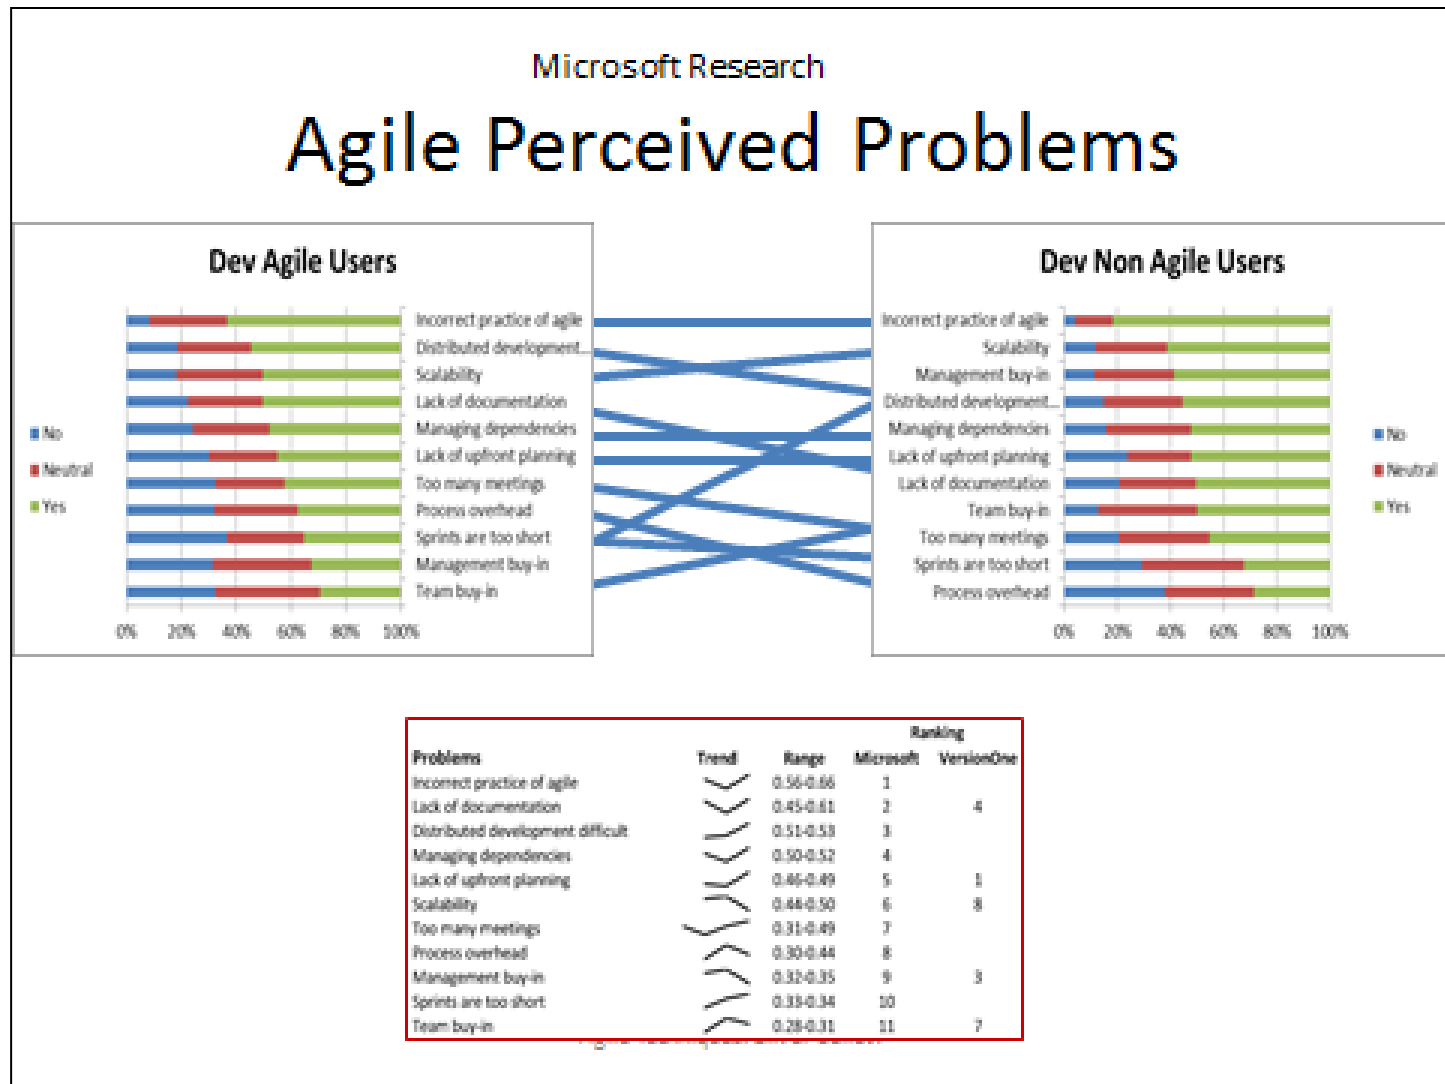 Microsoft Research
Agile Perceived Problems
Dev Agile Users
Incorrect practice of agile
Distributed development...
Scalability
Lack of documentation
Managing dependencies
Lack of upfront planning
Too many meetings
Process overhead
Sprints are too short
Management buy-in
Team buy-in
No
Neutral
Yes
0% 20% 40% 60% 80% 100%
Dev Non Agile Users
Incorrect practice of agile
Scalability
Management buy-in
Distributed development...
Managing dependencies
Lack of upfront planning
Lack of documentation
Team buy-in
Too many meetings
Sprints are too short
Process overhead
No
Neutral
Yes
0% 20% 40% 60% 80% 100%
Ranking
Problems Trend Range Microsoft VersionOne
Incorrect practice of agile 0.56-0.66 1
Lack of documentation 0.45-0.61 2 4
Distributed development difficult 0.51-0.53 3
Managing dependencies 0.50-0.52 4
Lack of upfront planning 0.46-0.49 5 1
Scalability 0.44-0.50 6 8
Too many meetings 0.31-0.49 7
Process overhead 0.30-0.44 8
Management buy-in 0.32-0.35 9 3
Sprints are too short 0.33-0.34 10
Team buy-in 0.28-0.31 11 7